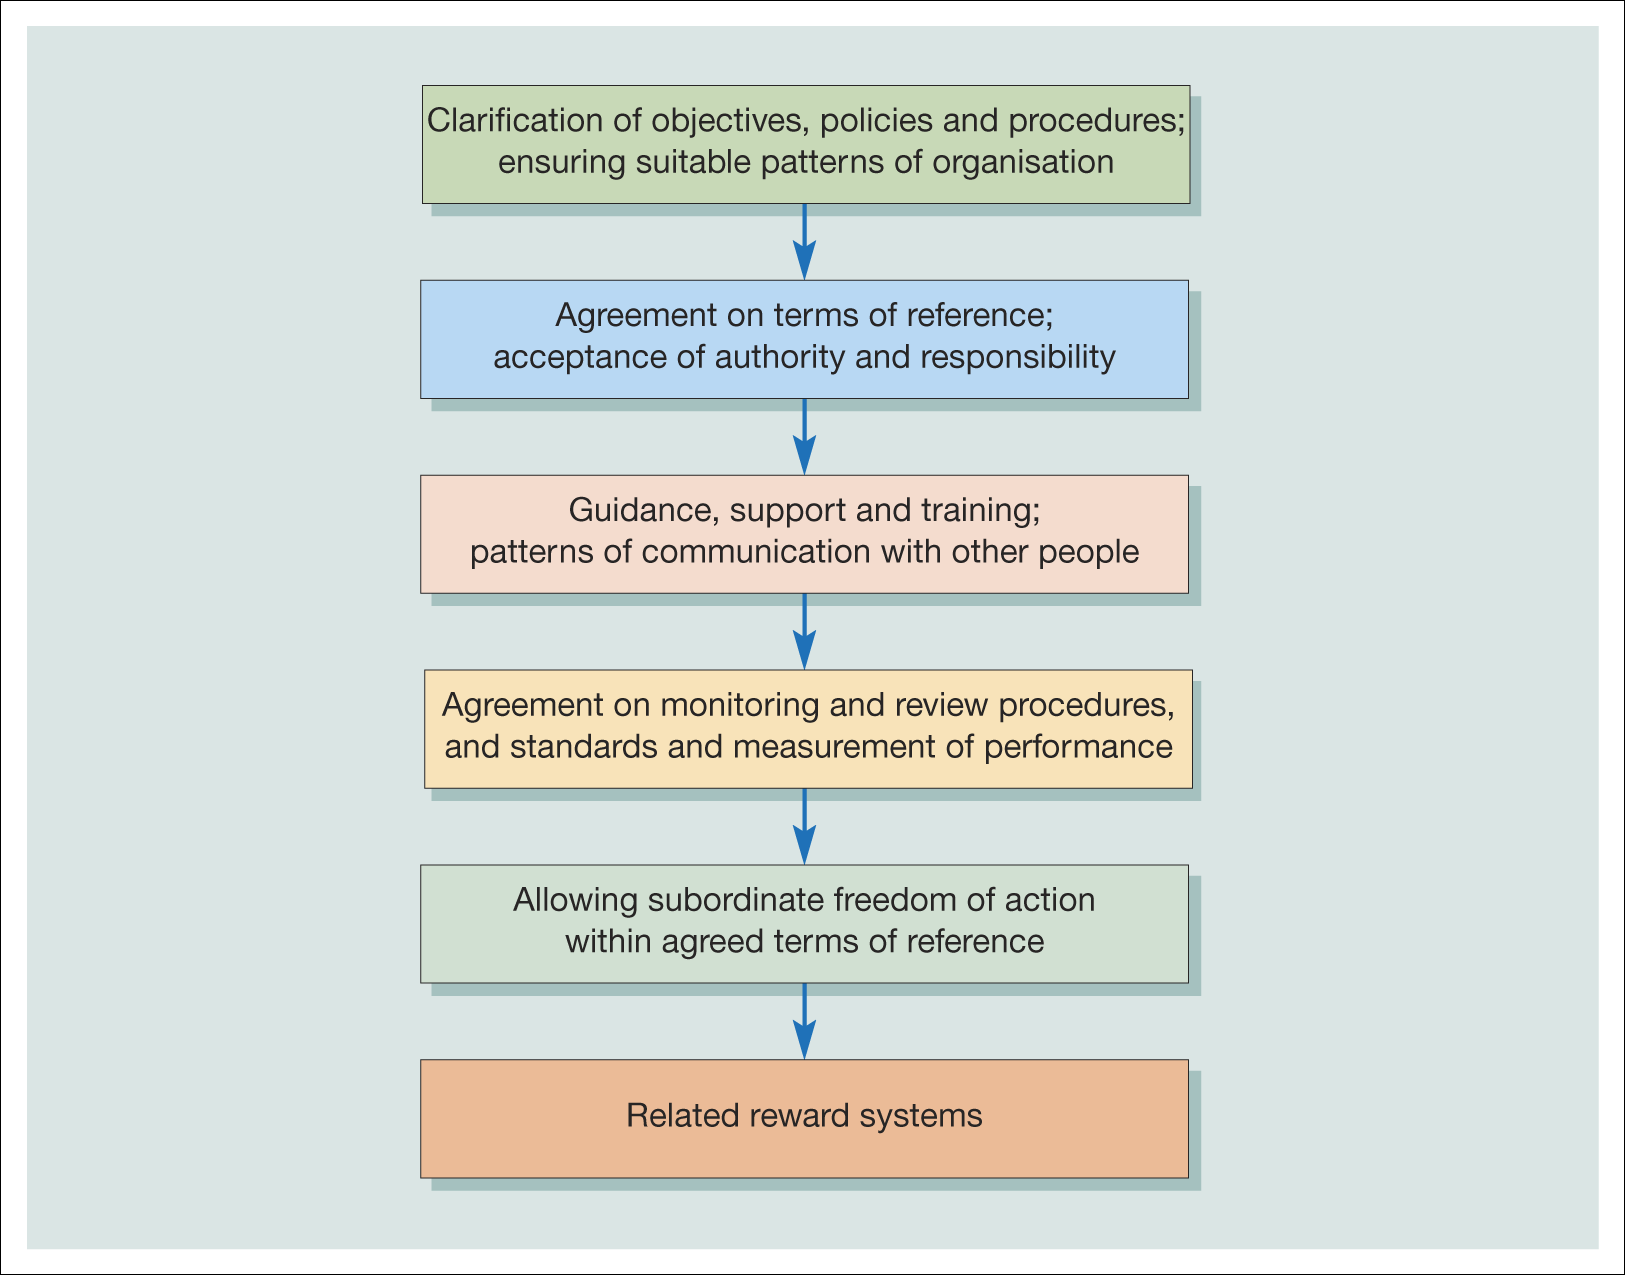 Clarification of objectives, policies and procedures;
ensuring suitable patterns of organisation
Agreement on terms of reference;
acceptance of authority and responsibility
Guidance, support and training;
patterns of communication with other people
Agreement on monitoring and review procedures,
and standards and measurement of performance
Allowing subordinate freedom of action
within agreed terms of reference
Related reward systems